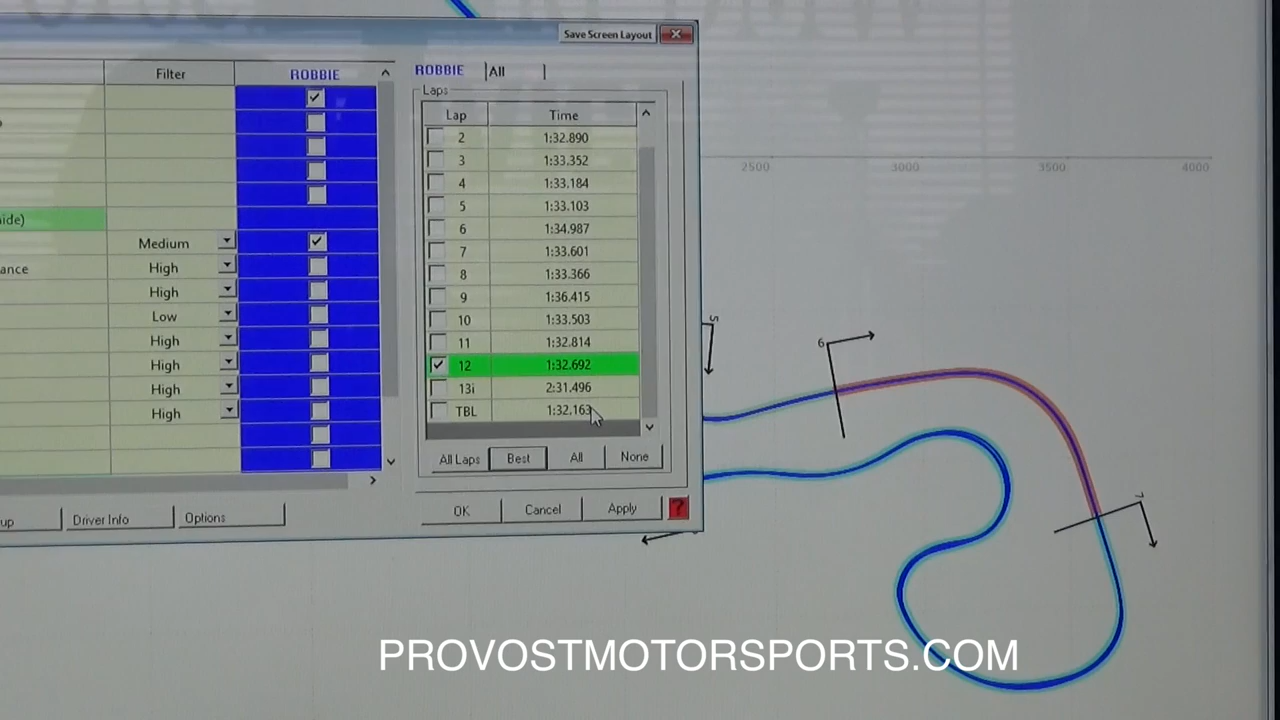 Save Screen Layout
Filter
ROBBIE
ROBBIE
All
Laps
Lap
Time
2
1:32.890
3
1:33.352
4
1:33.184
5
1:33.103
6
1:34.987
7
1:33.601
8
1:33.366
9
1:36.415
10
1:33.503
11
1:32.814
12
1:32.692
13i
2:31.496
TBL
1:32.163
ide)
Medium
ance
High
High
Low
High
High
High
High
All Laps
Best
All
None
up
Driver Info
Options
OK
Cancel
Apply
?
2500
3000
3500
4000
5
6
7
PROVOSTMOTORSPORTS.COM